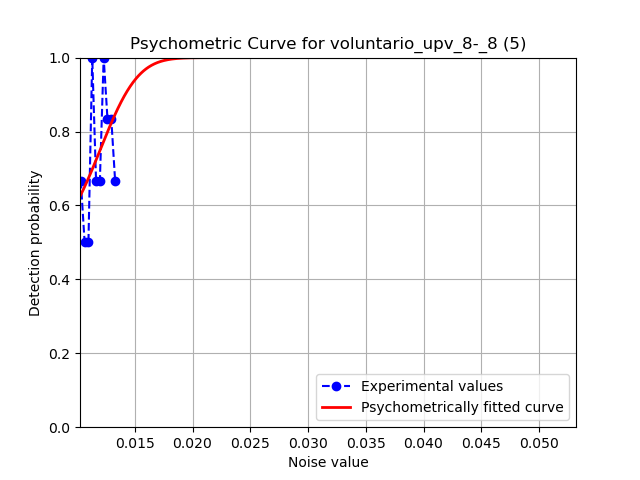 Psychometric Curve for voluntario_upv_8-_8 (5)
1.0
0.8
0.6
0.4
0.2
0.0
Detection probability
0.015 0.020 0.025 0.030 0.035 0.040 0.045 0.050
Noise value
Experimental values
Psychometrically fitted curve